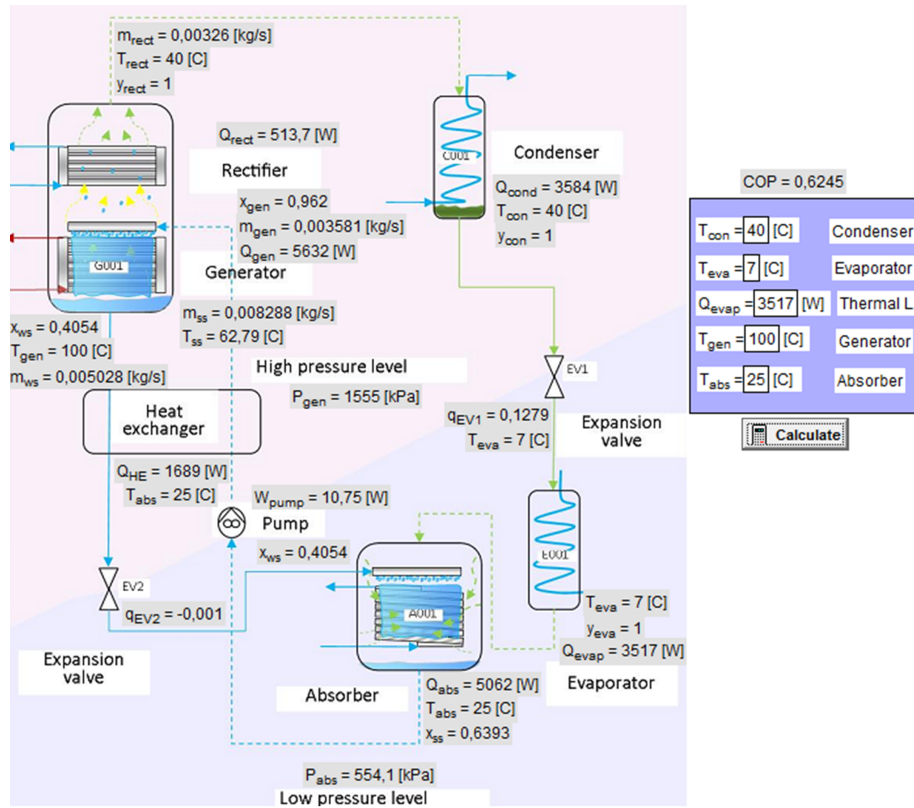 m_rect = 0,00326 [kg/s]
T_rect = 40 [C]
y_rect = 1
Q_rect = 513,7 [W]
Rectifier
x_gen = 0,962
m_gen = 0,003581 [kg/s]
Q_gen = 5632 [W]
G001
Generator
m_ss = 0,008288 [kg/s]
T_ss = 62,79 [C]
x_ws = 0,4054
T_gen = 100 [C]
m_ws = 0,005028 [kg/s]
C001
Condenser
Q_cond = 3584 [W]
T_con = 40 [C]
y_con = 1
COP = 0,6245
T_con = 40 [C] Condenser
T_eva = 7 [C] Evaporator
Q_evap = 3517 [W] Thermal L
T_gen = 100 [C] Generator
T_abs = 25 [C] Absorber
Calculate
High pressure level
P_gen = 1555 [kPa]
EV1
q_EV1 = 0,1279
T_eva = 7 [C]
Expansion
valve
Heat
exchanger
Q_HE = 1689 [W]
T_abs = 25 [C]
W_pump = 10,75 [W]
Pump
x_ws = 0,4054
EV2
q_EV2 = -0,001
Expansion
valve
A001
Absorber
Q_abs = 5062 [W]
T_abs = 25 [C]
x_ss = 0,6393
E001
T_eva = 7 [C]
y_eva = 1
Q_evap = 3517 [W]
Evaporator
P_abs = 554,1 [kPa]
Low pressure level